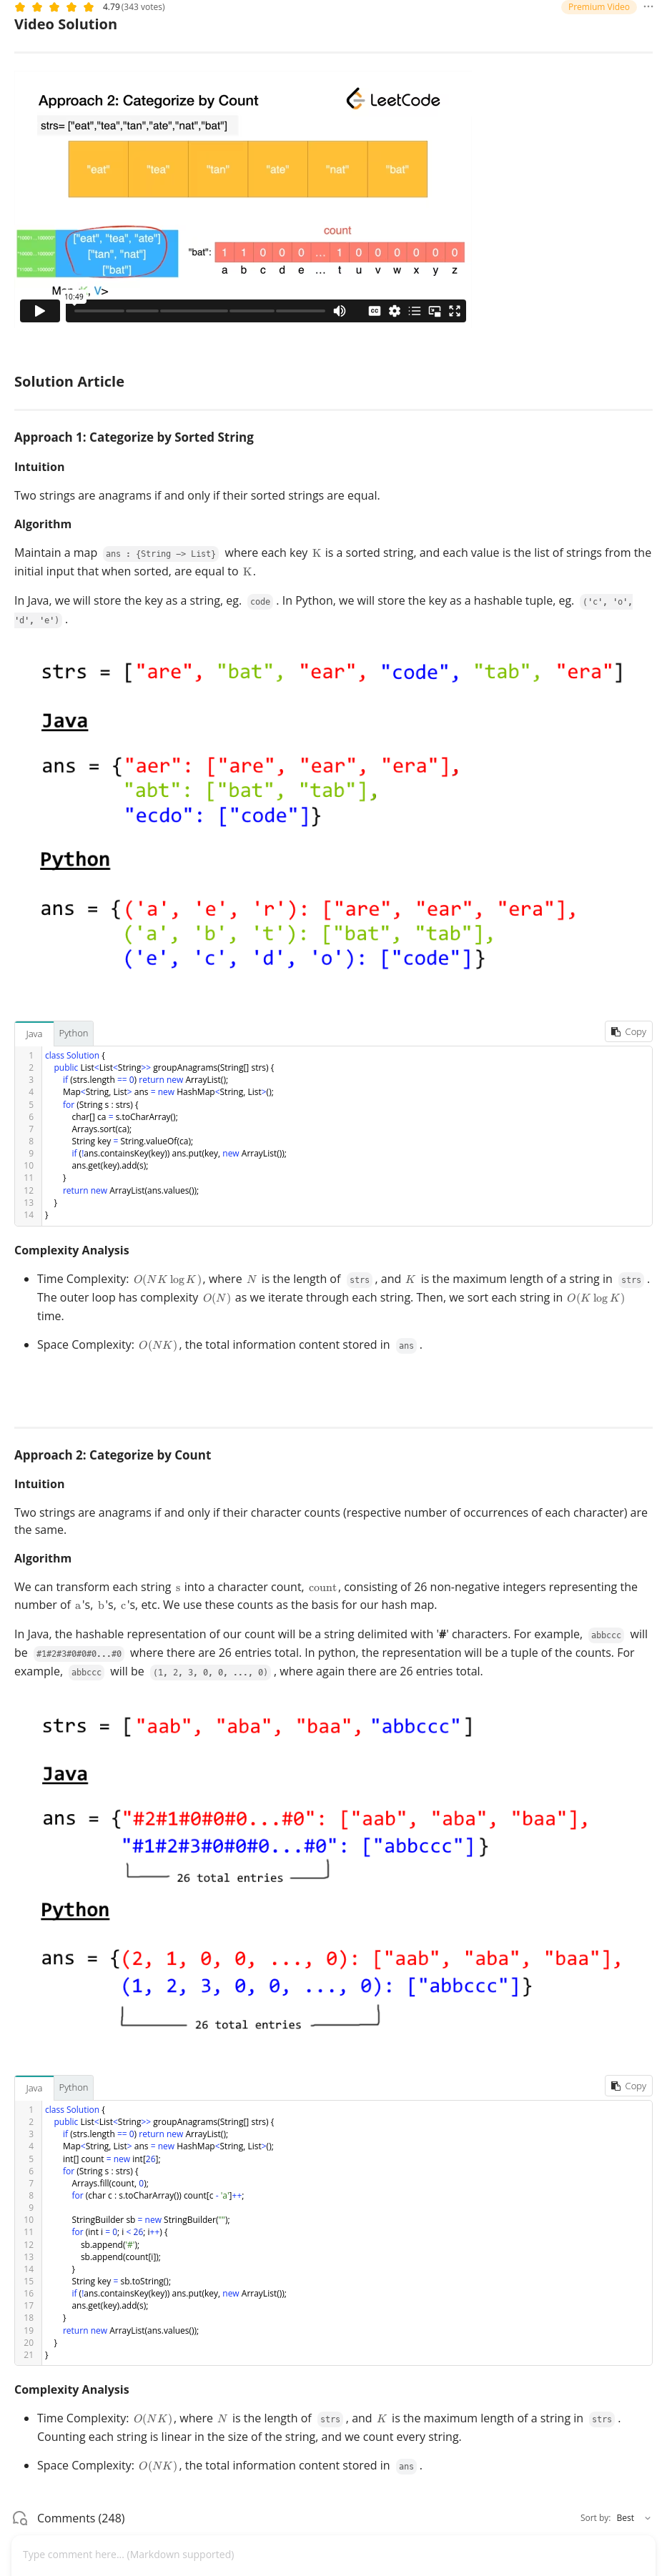 4.79 (343 votes)
Premium Video
Video Solution
Approach 2: Categorize by Count
LeetCode
strs= ["eat","tea","tan","ate","nat","bat"]
"eat" "tea" "tan" "ate" "nat" "bat"
count
["eat", "tea", "ate"]
["tan", "nat"]
["bat"]
"bat": 1 1 0 0 0 ... 1 0 0 0 0 0 0
a b c d e ... t u v w x y z
V>
10:49
CC
Solution Article
Approach 1: Categorize by Sorted String
Intuition
Two strings are anagrams if and only if their sorted strings are equal.
Algorithm
Maintain a map ans : {String -> List} where each key K is a sorted string, and each value is the list of strings from the
initial input that when sorted, are equal to K.
In Java, we will store the key as a string, eg. code . In Python, we will store the key as a hashable tuple, eg. ('c', 'o',
'd', 'e') .
strs = ["are", "bat", "ear", "code", "tab", "era"]
Java
ans = {"aer": ["are", "ear", "era"],
"abt": ["bat", "tab"],
"ecdo": ["code"]}
Python
ans = {('a', 'e', 'r'): ["are", "ear", "era"],
('a', 'b', 't'): ["bat", "tab"],
('e', 'c', 'd', 'o'): ["code"]}
Java Python Copy
1 class Solution {
2 public List<List<String>> groupAnagrams(String[] strs) {
3 if (strs.length == 0) return new ArrayList();
4 Map<String, List> ans = new HashMap<String, List>();
5 for (String s : strs) {
6 char[] ca = s.toCharArray();
7 Arrays.sort(ca);
8 String key = String.valueOf(ca);
9 if (!ans.containsKey(key)) ans.put(key, new ArrayList());
10 ans.get(key).add(s);
11 }
12 return new ArrayList(ans.values());
13 }
14 }
Complexity Analysis
• Time Complexity: O(NK log K), where N is the length of strs , and K is the maximum length of a string in strs .
The outer loop has complexity O(N) as we iterate through each string. Then, we sort each string in O(K log K)
time.
• Space Complexity: O(NK), the total information content stored in ans .
Approach 2: Categorize by Count
Intuition
Two strings are anagrams if and only if their character counts (respective number of occurrences of each character) are
the same.
Algorithm
We can transform each string s into a character count, count, consisting of 26 non-negative integers representing the
number of a's, b's, c's, etc. We use these counts as the basis for our hash map.
In Java, the hashable representation of our count will be a string delimited with '#' characters. For example, abbccc will
be #1#2#3#0#0#0...#0 where there are 26 entries total. In python, the representation will be a tuple of the counts. For
example, abbccc will be (1, 2, 3, 0, 0, ..., 0) , where again there are 26 entries total.
strs = ["aab", "aba", "baa", "abbccc"]
Java
ans = {"#2#1#0#0#0...#0": ["aab", "aba", "baa"],
"#1#2#3#0#0#0...#0": ["abbccc"]}
26 total entries
Python
ans = {(2, 1, 0, 0, ..., 0): ["aab", "aba", "baa"],
(1, 2, 3, 0, 0, ..., 0): ["abbccc"]}
26 total entries
Java Python Copy
1 class Solution {
2 public List<List<String>> groupAnagrams(String[] strs) {
3 if (strs.length == 0) return new ArrayList();
4 Map<String, List> ans = new HashMap<String, List>();
5 int[] count = new int[26];
6 for (String s : strs) {
7 Arrays.fill(count, 0);
8 for (char c : s.toCharArray()) count[c - 'a']++;
9
10 StringBuilder sb = new StringBuilder("");
11 for (int i = 0; i < 26; i++) {
12 sb.append('#');
13 sb.append(count[i]);
14 }
15 String key = sb.toString();
16 if (!ans.containsKey(key)) ans.put(key, new ArrayList());
17 ans.get(key).add(s);
18 }
19 return new ArrayList(ans.values());
20 }
21 }
Complexity Analysis
• Time Complexity: O(NK), where N is the length of strs , and K is the maximum length of a string in strs .
Counting each string is linear in the size of the string, and we count every string.
• Space Complexity: O(NK), the total information content stored in ans .
Comments (248)
Sort by: Best
Type comment here... (Markdown supported)